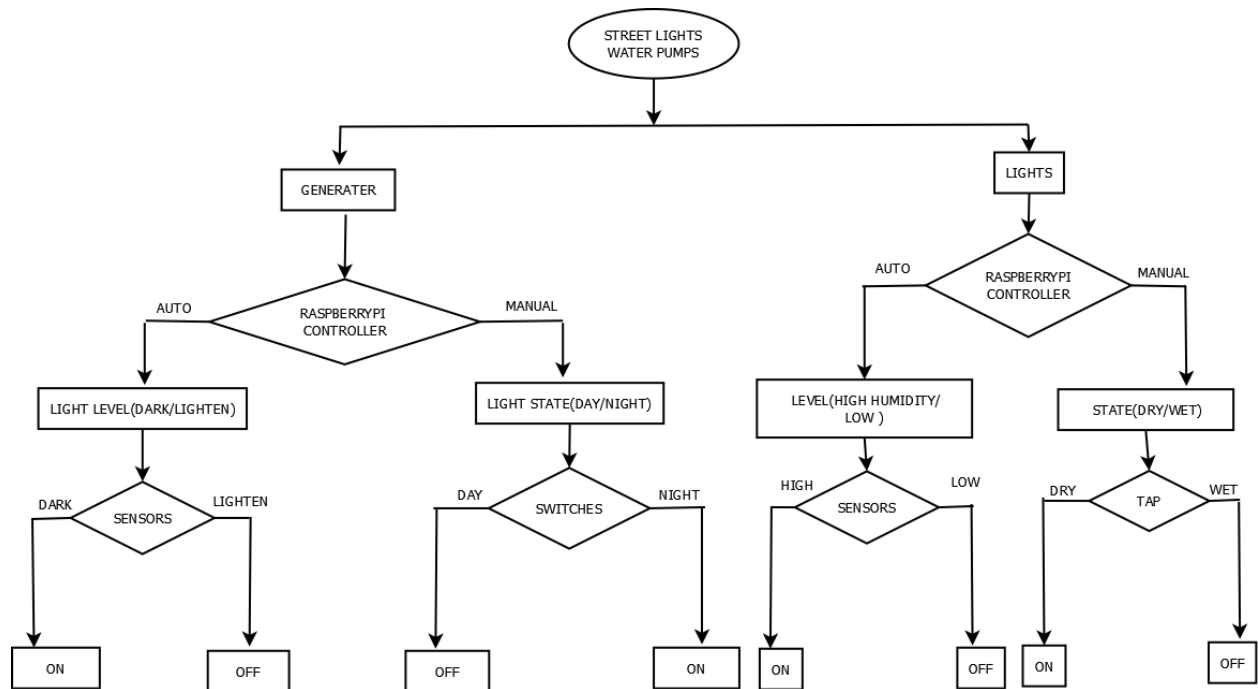 STREET LIGHTS
WATER PUMPS
GENERATER
LIGHTS
AUTO
RASPBERRYPI
CONTROLLER
MANUAL
AUTO
RASPBERRYPI
CONTROLLER
MANUAL
LIGHT LEVEL(DARK/LIGHTEN)
LIGHT STATE(DAY/NIGHT)
LEVEL(HIGH HUMIDITY/
LOW )
STATE(DRY/WET)
DARK
SENSORS
LIGHTEN
DAY
SWITCHES
NIGHT
HIGH
SENSORS
LOW
DRY
TAP
WET
ON
OFF
OFF
ON
ON
OFF
ON
OFF